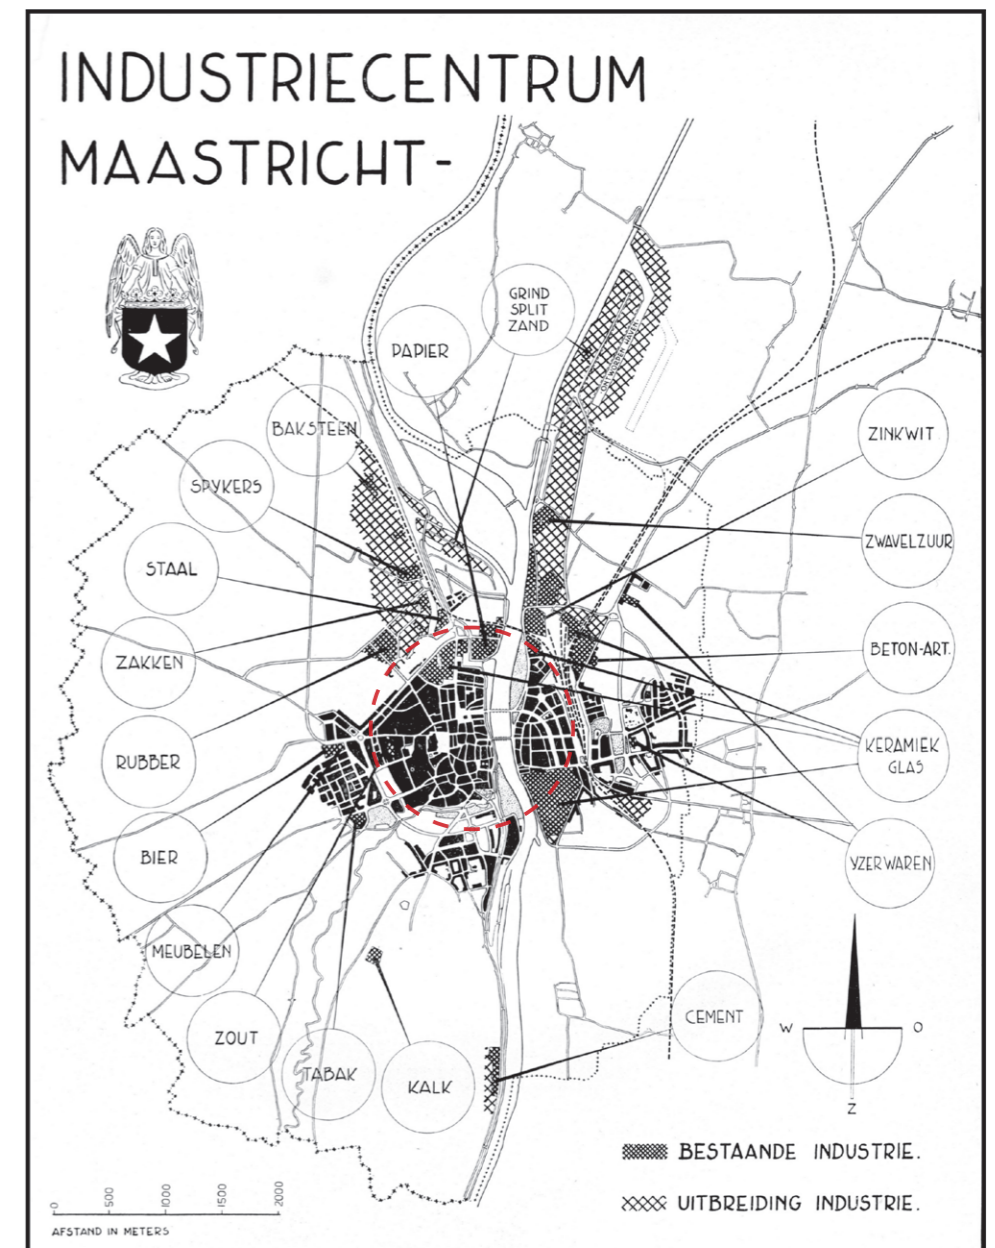 INDUSTRIECENTRUM
MAASTRICHT-
GRIND
SPLIT
ZAND
PAPIER
BAKSTEEN
ZINKWIT
SPYKERS
ZWAVELZUUR
STAAL
BETON-ART.
ZAKKEN
KERAMIEK
GLAS
RUBBER
BIER
YZERWAREN
MEUBELEN
ZOUT
CEMENT
TABAK
KALK
W
O
Z
BESTAANDE INDUSTRIE.
UITBREIDING INDUSTRIE.
0
500
1000
1500
2000
AFSTAND IN METERS